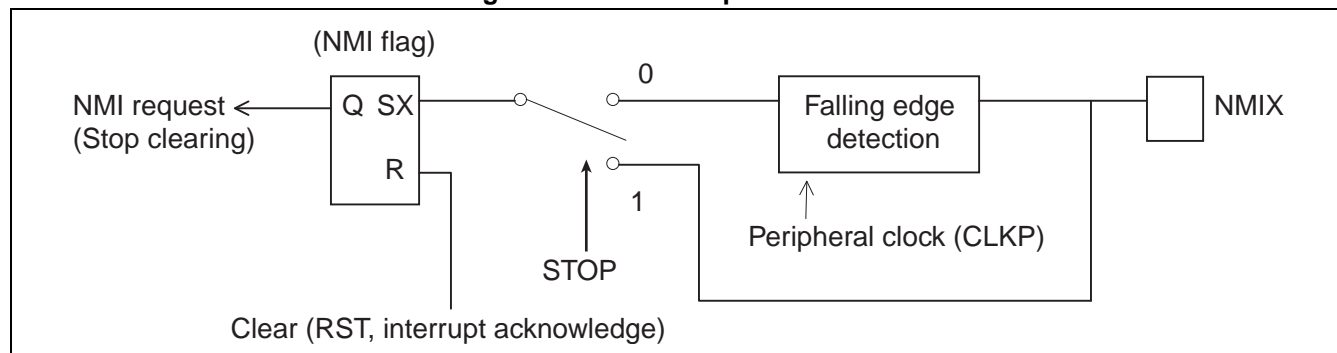 (NMI flag)
NMI request
(Stop clearing)
Q SX
R
0
1
STOP
Falling edge
detection
NMIX
Peripheral clock (CLKP)
Clear (RST, interrupt acknowledge)